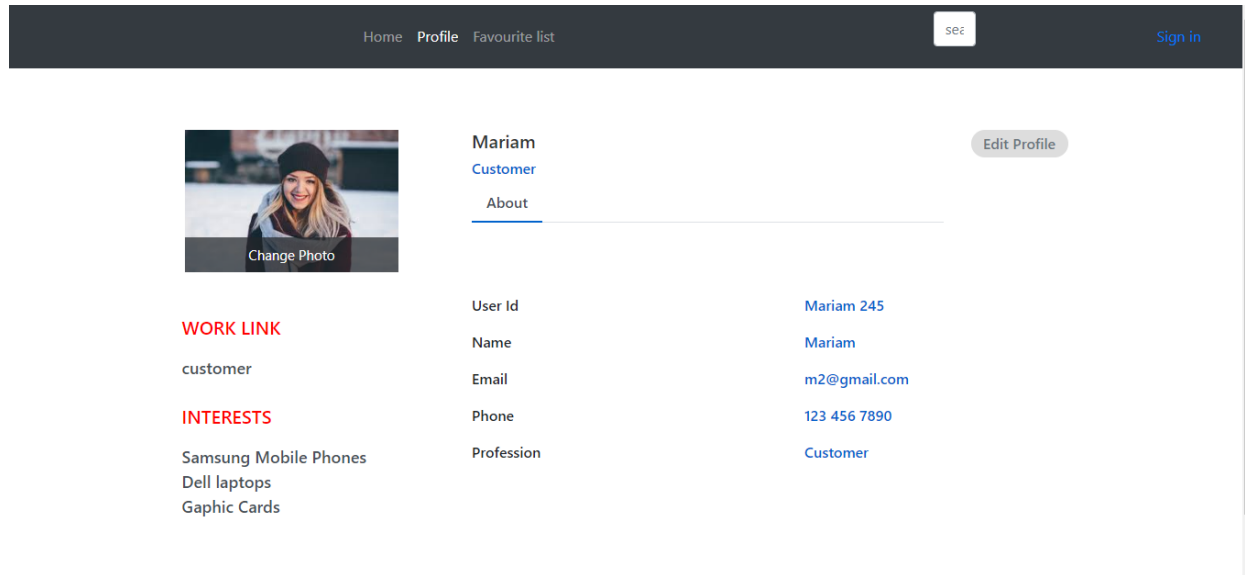 Home Profile Favourite list sea Sign in
Mariam
Edit Profile
Customer
About
Change Photo
WORK LINK
customer
INTERESTS
Samsung Mobile Phones
Dell laptops
Gaphic Cards
User Id Mariam 245
Name Mariam
Email m2@gmail.com
Phone 123 456 7890
Profession Customer